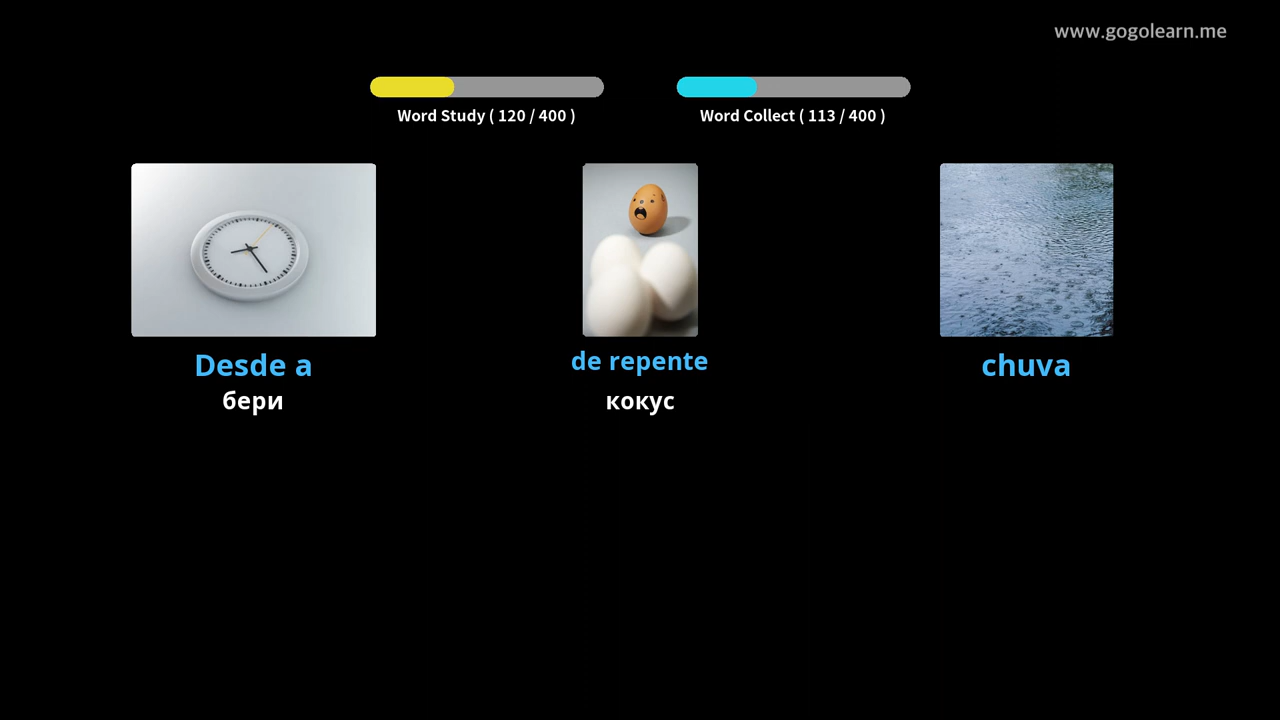 www.gogolearn.me
Word Study ( 120 / 400 )
Word Collect ( 113 / 400 )
Desde a
бери
de repente
кокус
chuva